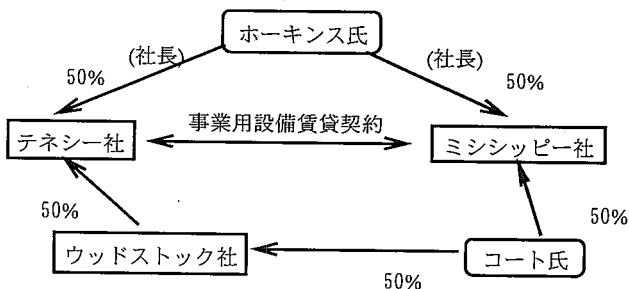 ホーキンス氏
(社長)
(社長)
50%
50%
事業用設備賃貸契約
テネシー社
ミシシッピー社
50%
50%
ウッドストック社
コート氏
50%